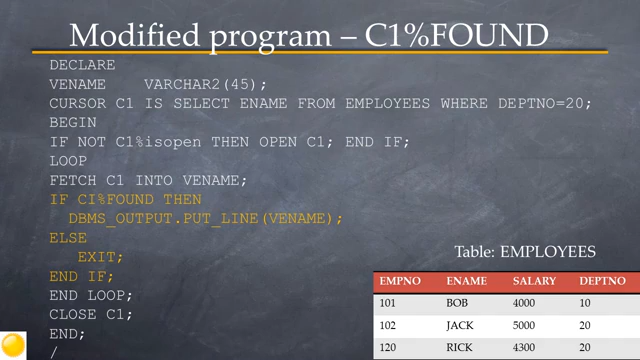 Modified program – C1%FOUND
DECLARE
VENAME VARCHAR2(45);
CURSOR C1 IS SELECT ENAME FROM EMPLOYEES WHERE DEPTNO=20;
BEGIN
IF NOT C1%isopen THEN OPEN C1; END IF;
LOOP
FETCH C1 INTO VENAME;
IF CI%FOUND THEN
DBMS_OUTPUT.PUT_LINE(VENAME);
ELSE
EXIT;
END IF;
END LOOP;
CLOSE C1;
END;
/
Table: EMPLOYEES
EMPNO ENAME SALARY DEPTNO
101 BOB 4000 10
102 JACK 5000 20
120 RICK 4300 20